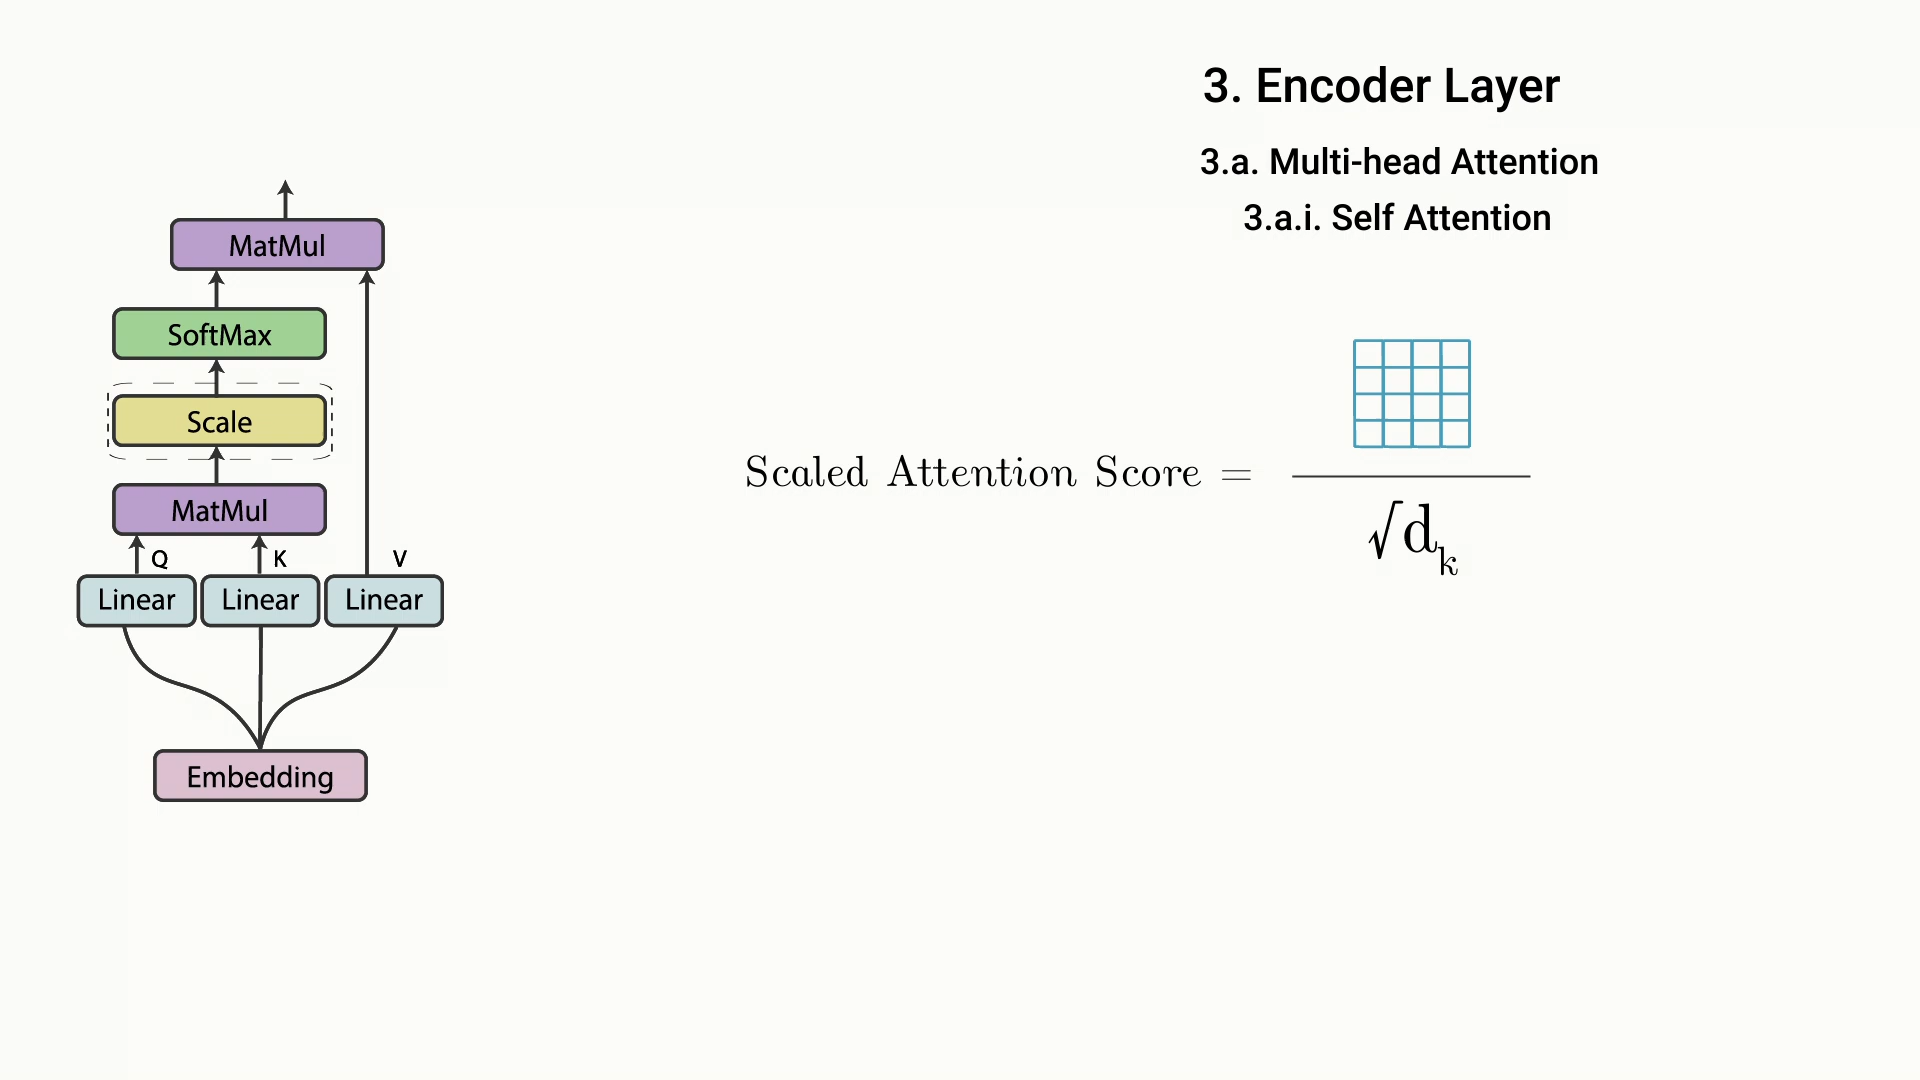 3. Encoder Layer
3.a. Multi-head Attention
3.a.i. Self Attention
MatMul
SoftMax
Scale
MatMul
Q K V
Linear Linear Linear
Embedding
Scaled Attention Score =
√d_k